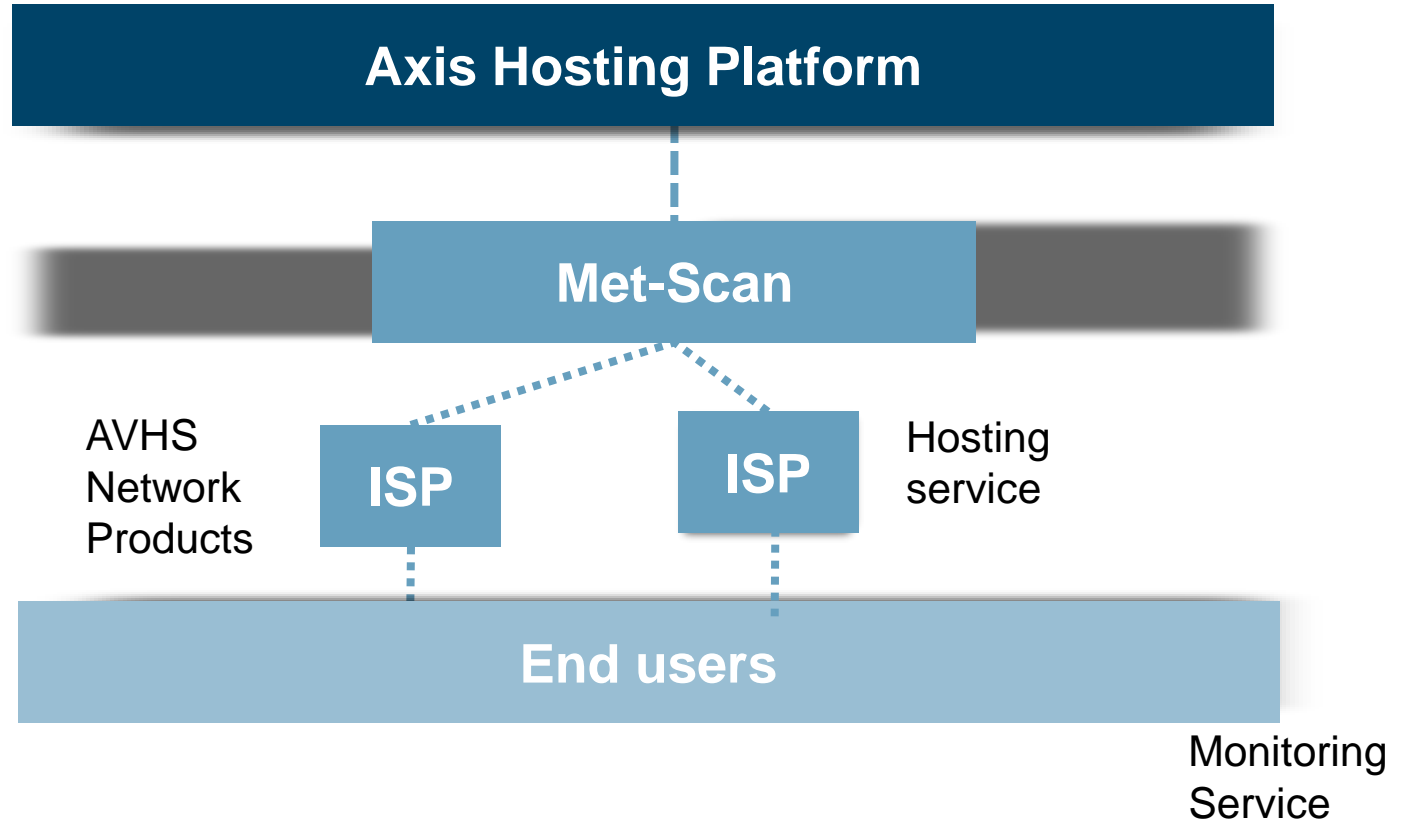 Axis Hosting Platform
Met-Scan
AVHS
Network
Products
ISP
ISP
Hosting
service
End users
Monitoring
Service